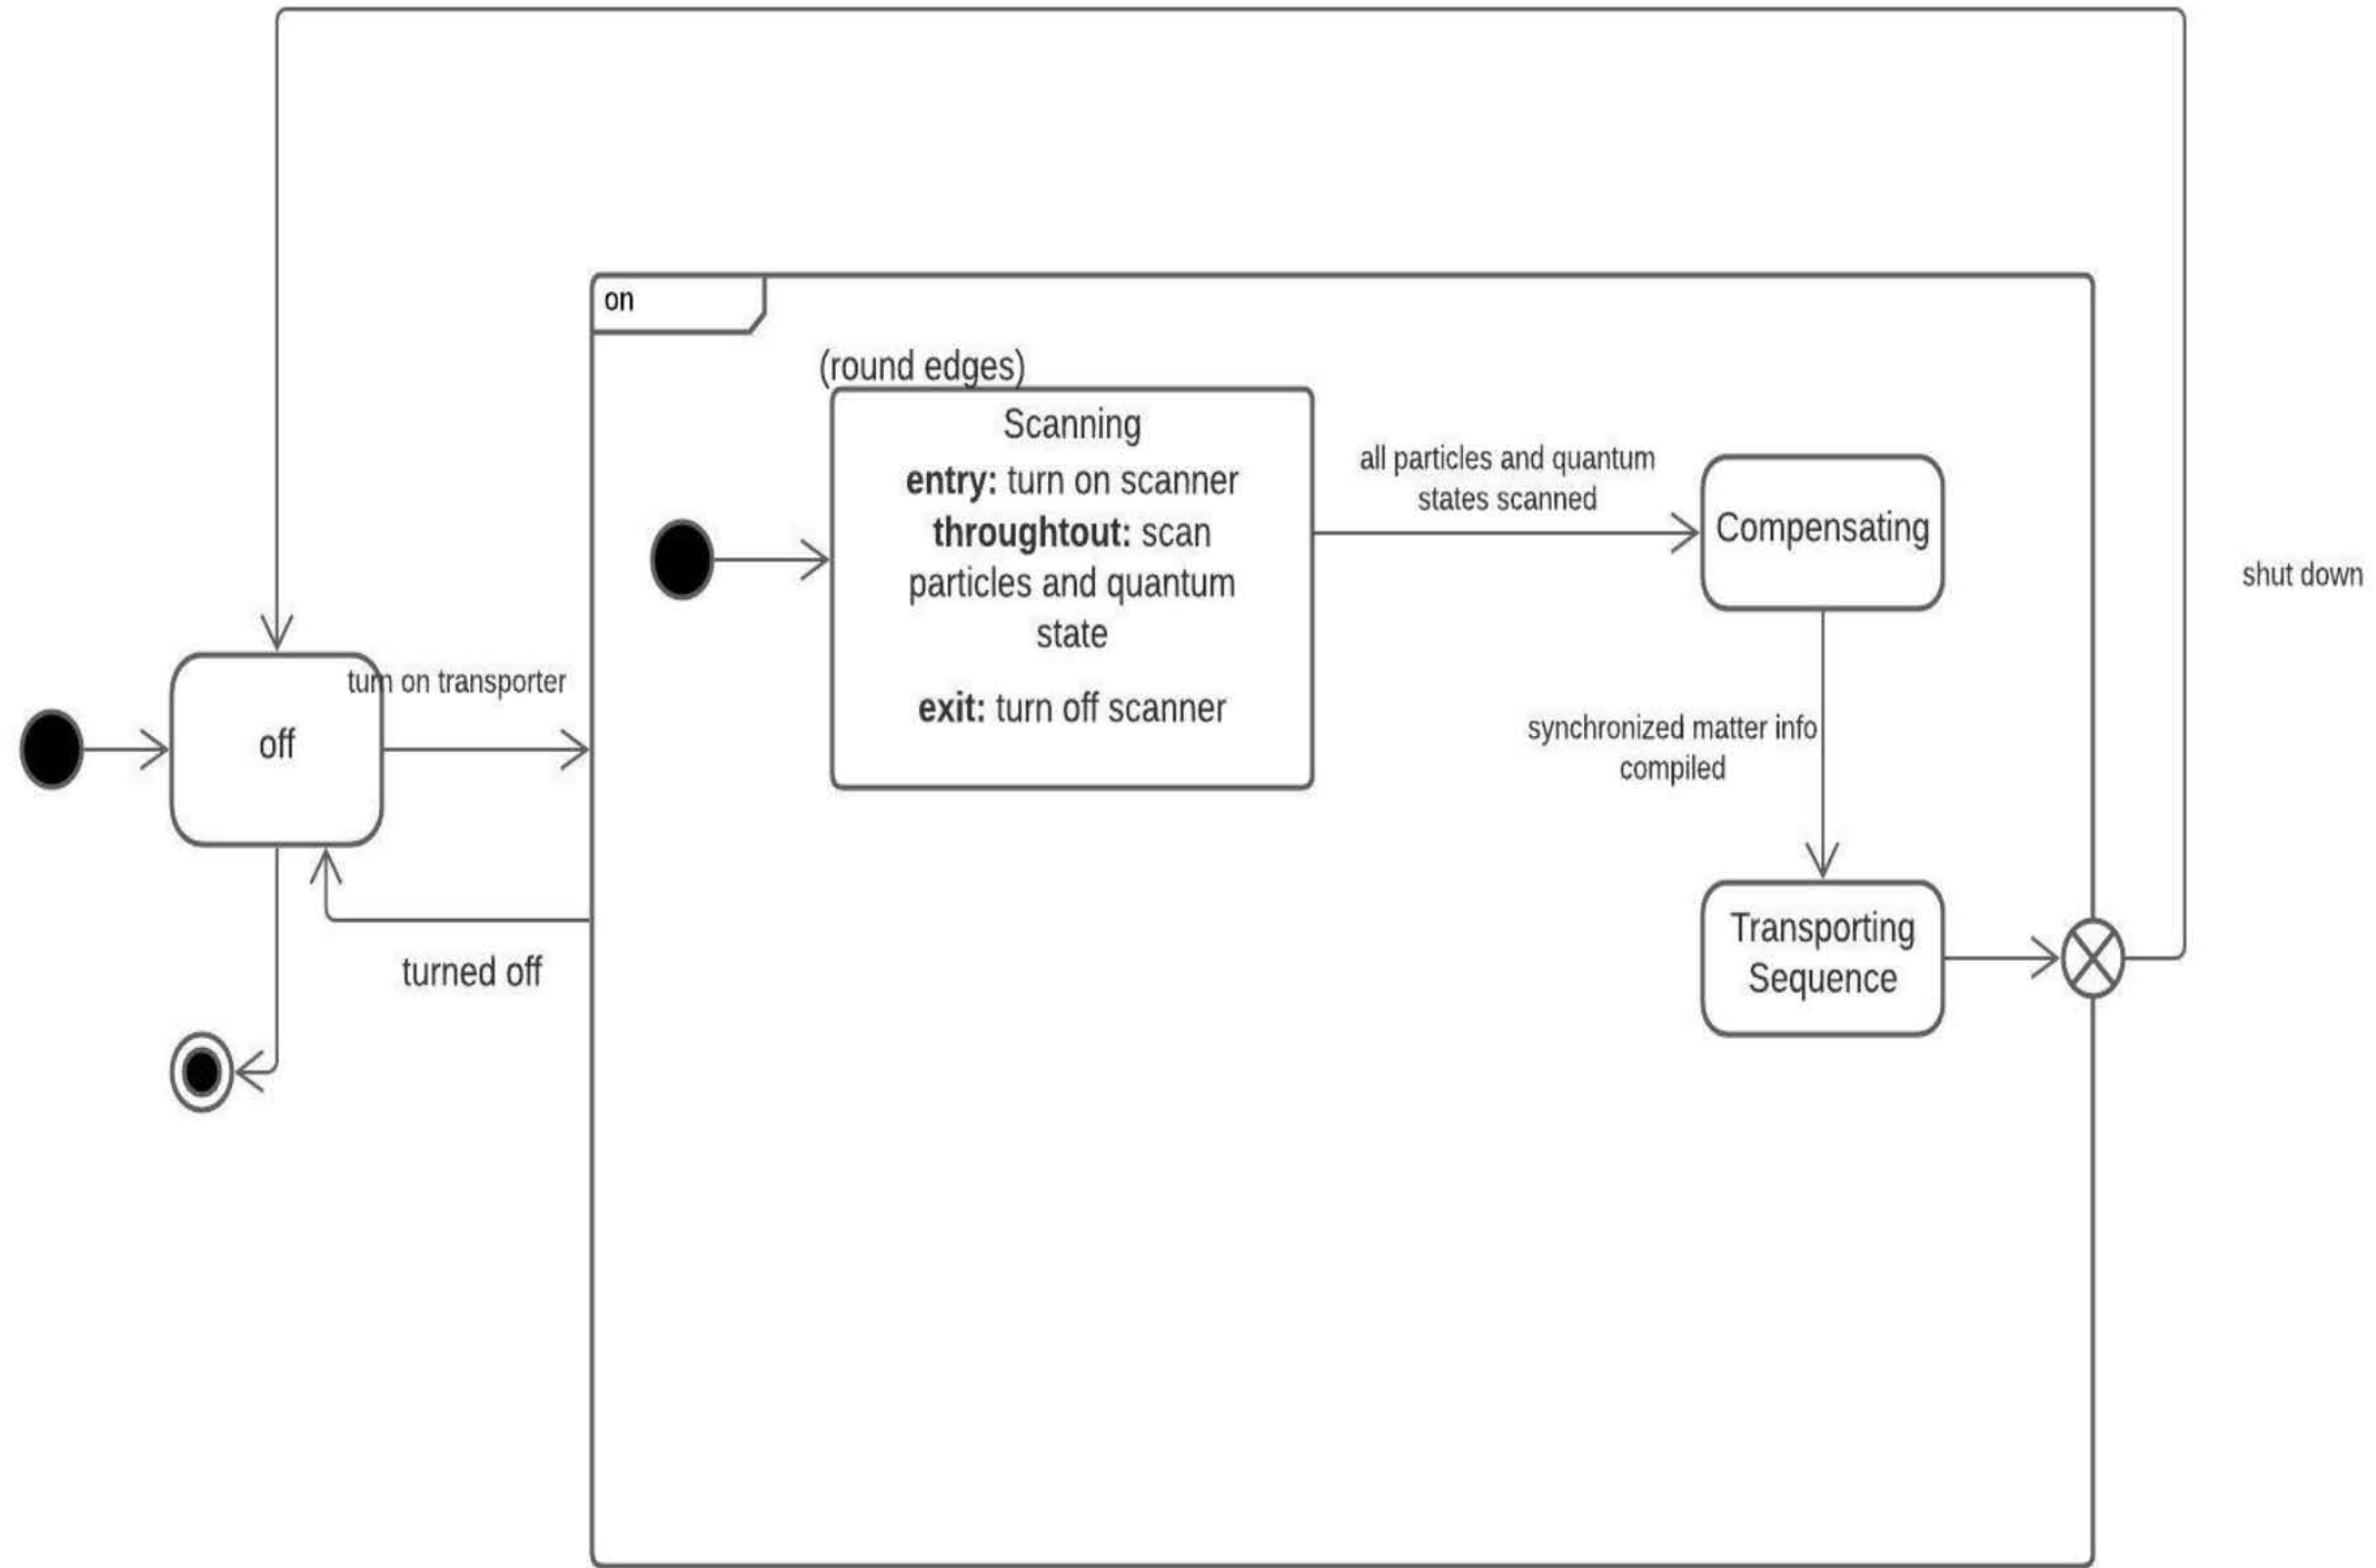 on
(round edges)
Scanning
entry: turn on scanner
throughtout: scan
particles and quantum
state
exit: turn off scanner
all particles and quantum
states scanned
Compensating
shut down
turn on transporter
off
synchronized matter info
compiled
Transporting
Sequence
turned off